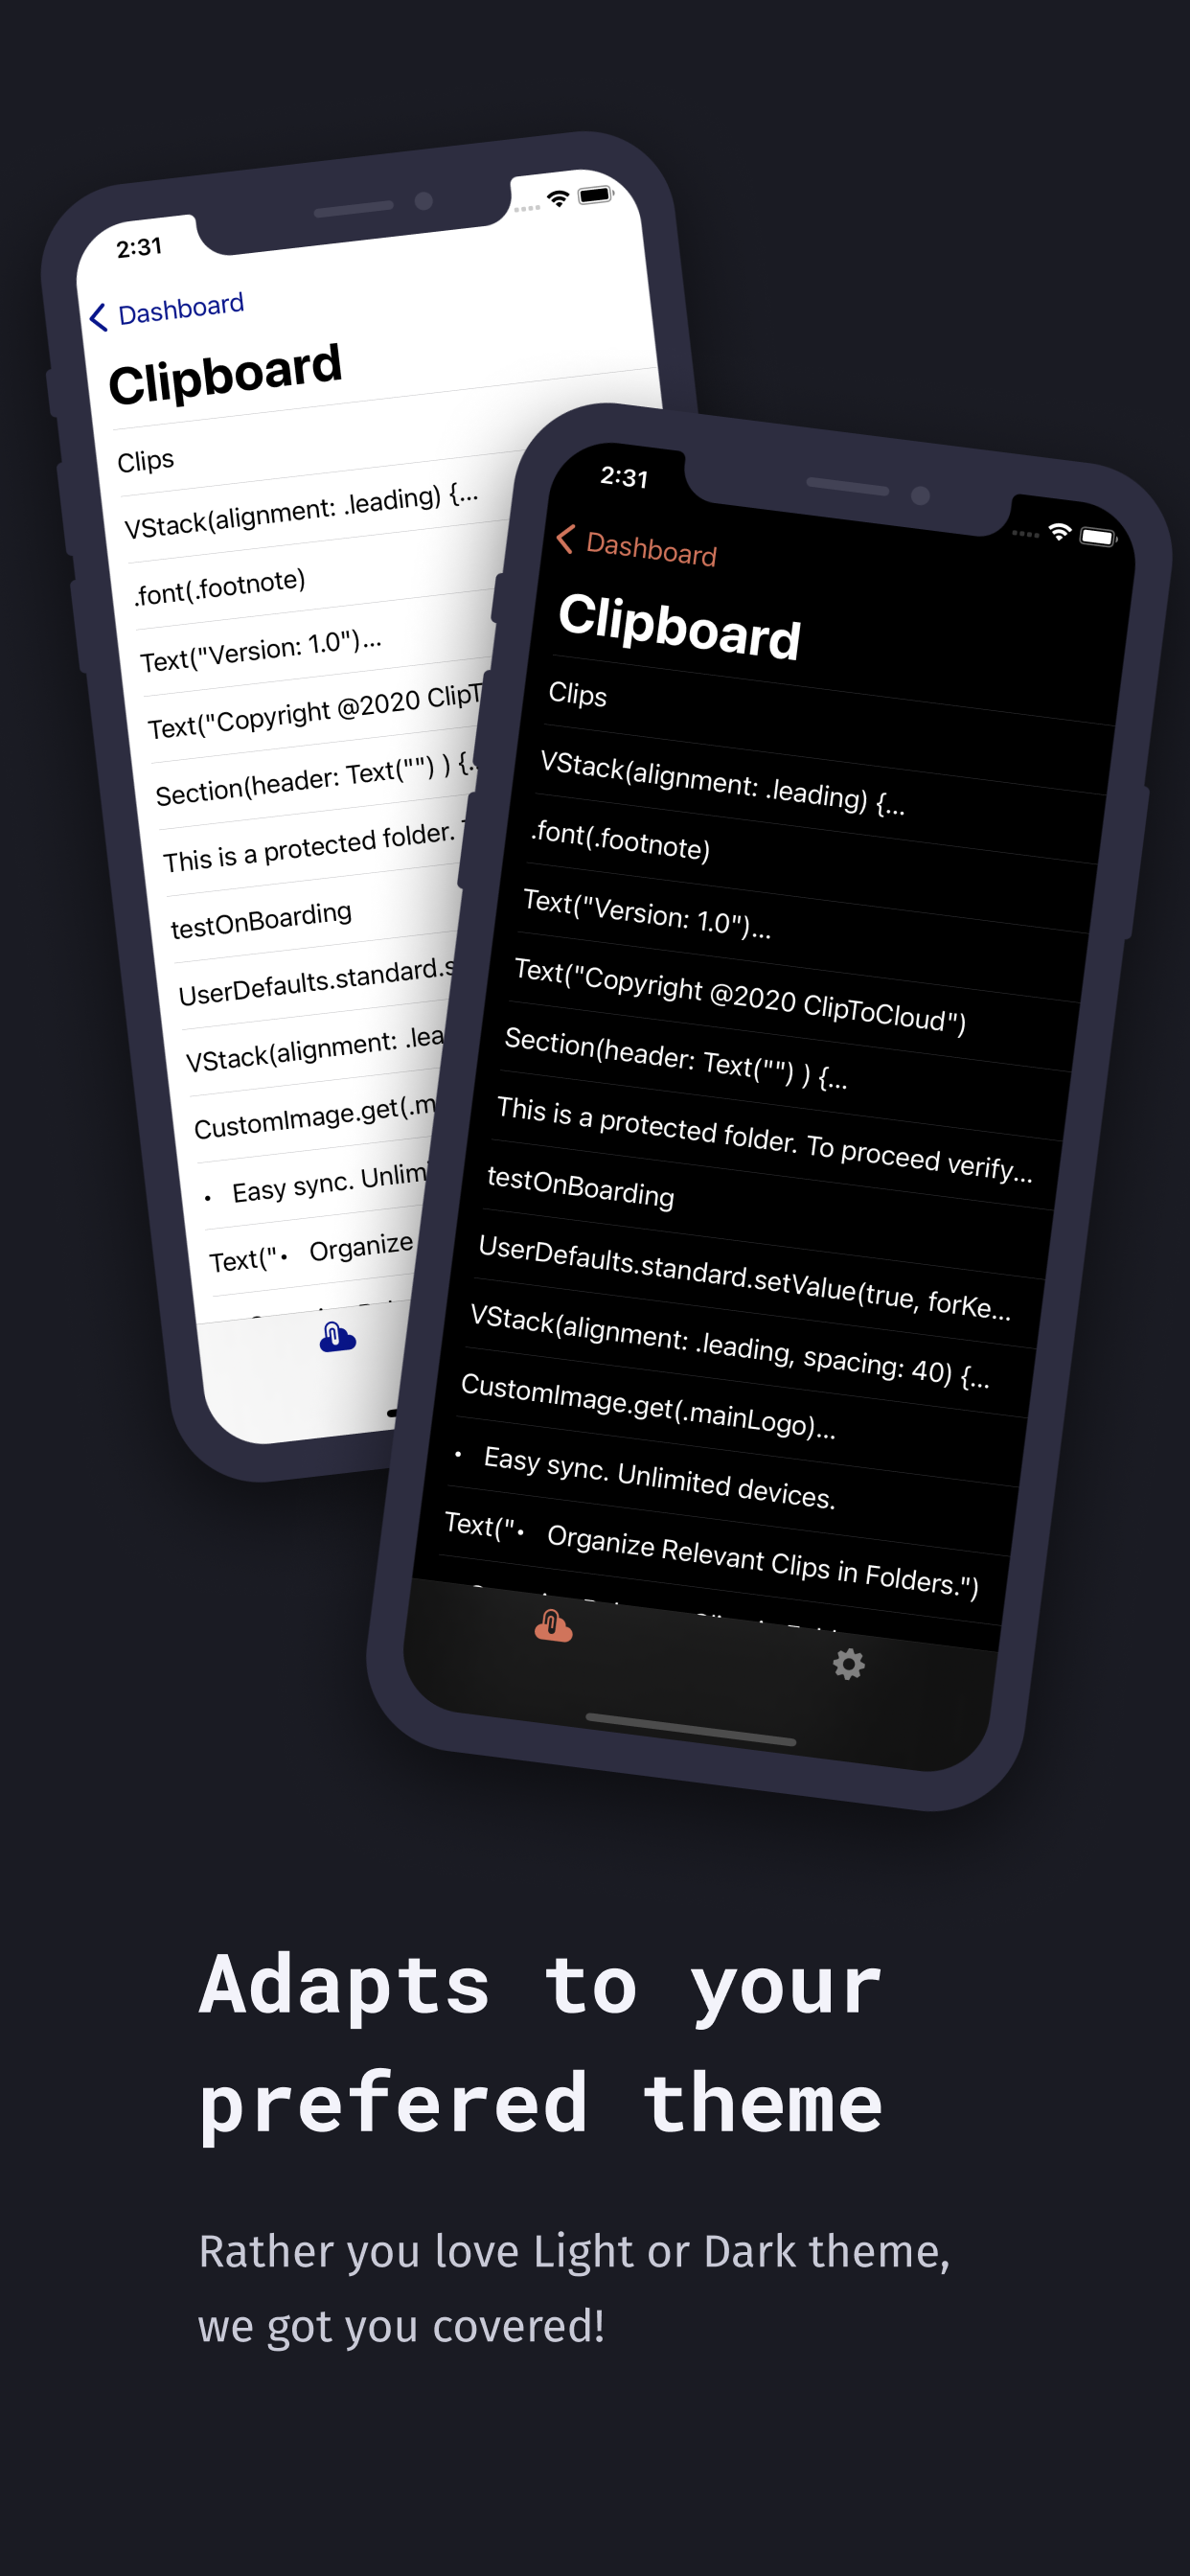 2:31
Dashboard
Clipboard
Clips
VStack(alignment: .leading) {...
.font(.footnote)
Text("Version: 1.0")...
Text("Copyright @2020 ClipT
Section(header: Text("") ) {..
This is a protected folder.
testOnBoarding
UserDefaults.standard.s
VStack(alignment: .lea
CustomImage.get(.m
• Easy sync. Unlimi
Text("• Organize
2:31
Dashboard
Clipboard
Clips
VStack(alignment: .leading) {...
.font(.footnote)
Text("Version: 1.0")...
Text("Copyright @2020 ClipToCloud")
Section(header: Text("") ) {...
This is a protected folder. To proceed verify...
testOnBoarding
UserDefaults.standard.setValue(true, forKe...
VStack(alignment: .leading, spacing: 40) {...
CustomImage.get(.mainLogo)...
• Easy sync. Unlimited devices.
Text("• Organize Relevant Clips in Folders.")
Adapts to your
prefered theme
Rather you love Light or Dark theme,
we got you covered!